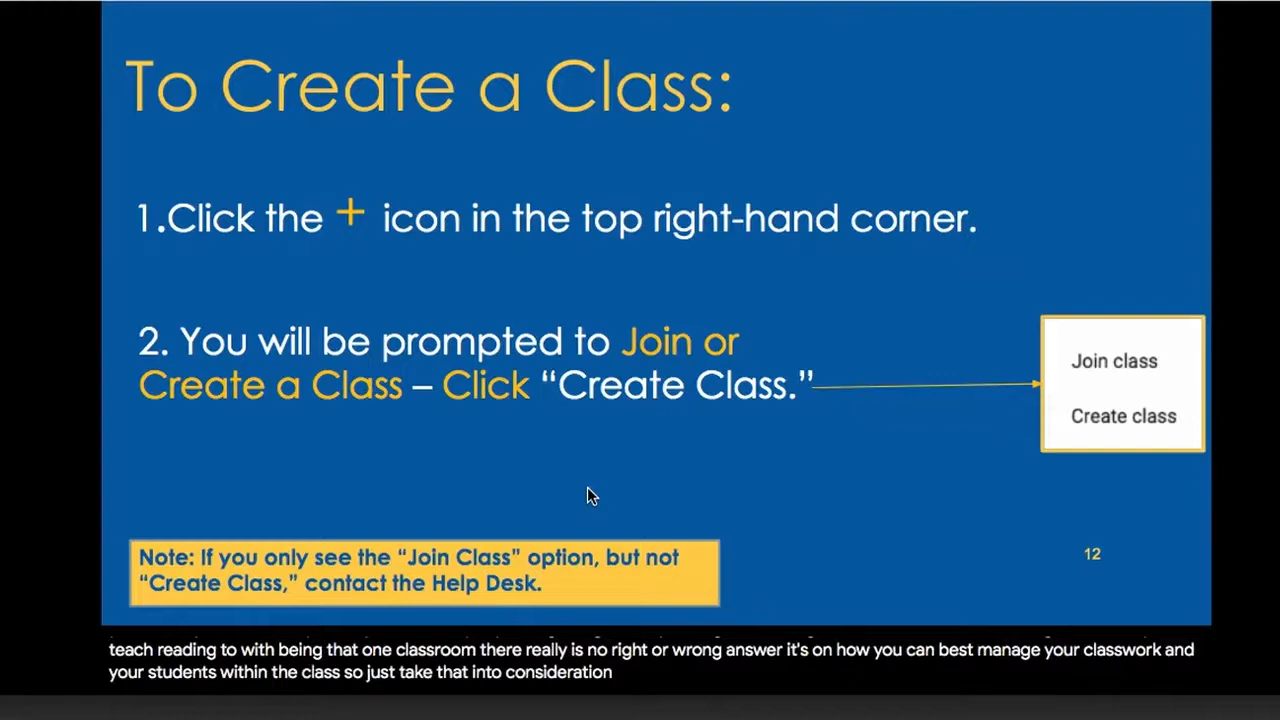 To Create a Class:
1.Click the + icon in the top right-hand corner.
2. You will be prompted to Join or
Create a Class – Click “Create Class.”
Join class
Create class
Note: If you only see the “Join Class” option, but not
“Create Class,” contact the Help Desk.
12
teach reading to with being that one classroom there really is no right or wrong answer it's on how you can best manage your classwork and
your students within the class so just take that into consideration